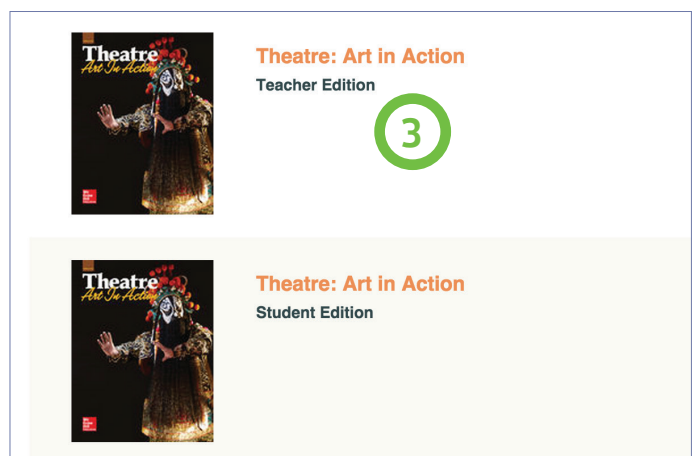 Theatre
Art In Action
Theatre: Art in Action
Teacher Edition
3
Theatre
Art In Action
Theatre: Art in Action
Student Edition